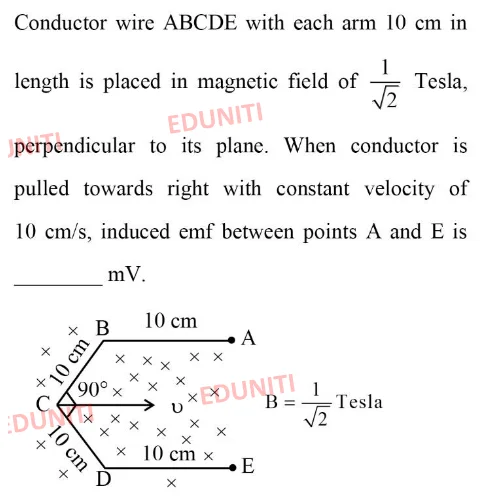 Conductor wire ABCDE with each arm 10 cm in
length is placed in magnetic field of 1/√2 Tesla,
EDUNITI
UNITI
perpendicular to its plane. When conductor is
pulled towards right with constant velocity of
10 cm/s, induced emf between points A and E is
________ mV.
B 10 cm A
10 cm
90°
C υ
EDUNITI
EDUNITI
B = 1/√2 Tesla
10 cm
10 cm
D E